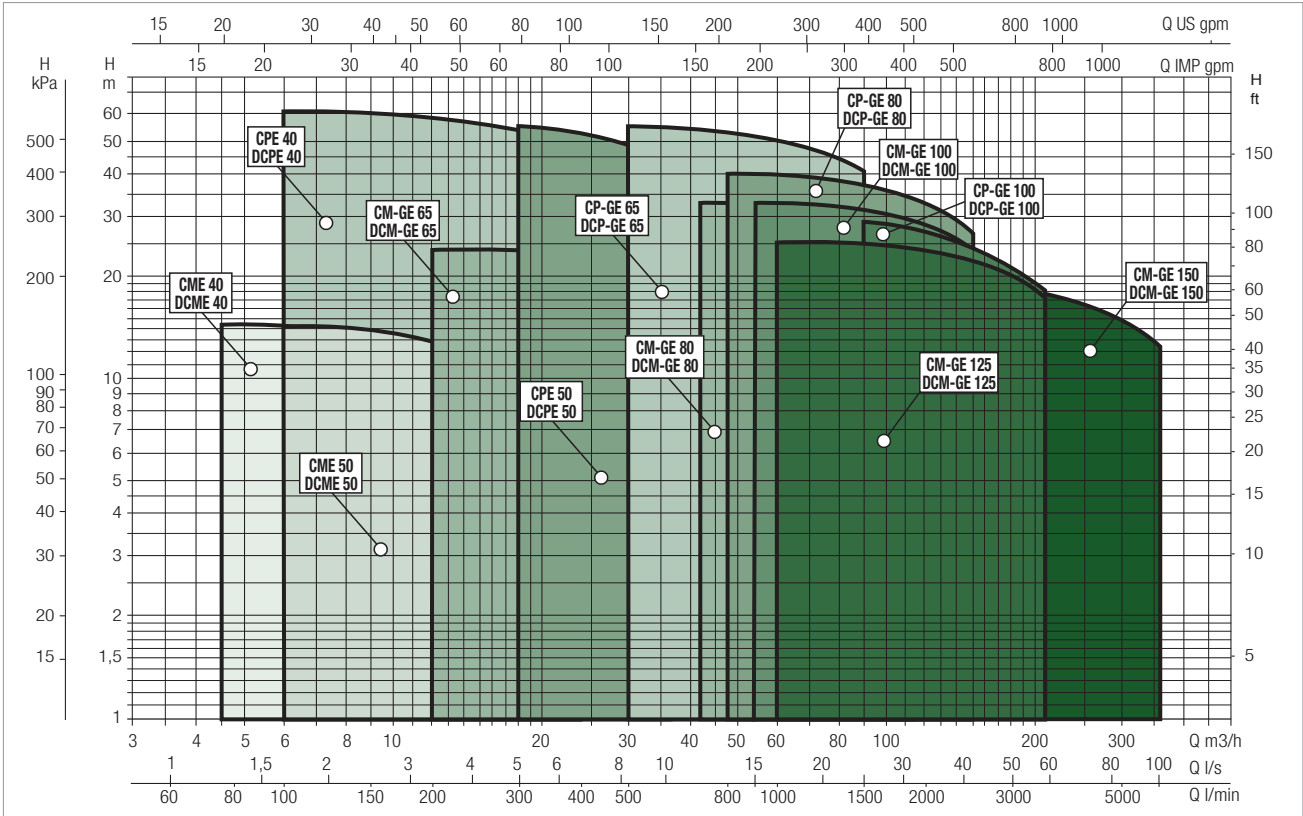 15 20 30 40 50 60 80 100 150 200 300 400 500 800 1000 Q US gpm
15 20 30 40 50 60 80 100 150 200 300 400 500 800 1000 Q IMP gpm
H
kPa
500
400
300
200
100
90
80
70
60
50
40
30
20
15
H
m
60
50
40
30
20
10
9
8
7
6
5
4
3
2
1,5
1
CPE 40
DCPE 40
CM-GE 65
DCM-GE 65
CME 40
DCME 40
CME 50
DCME 50
CPE 50
DCPE 50
CP-GE 65
DCP-GE 65
CM-GE 80
DCM-GE 80
CP-GE 80
DCP-GE 80
CM-GE 100
DCM-GE 100
CP-GE 100
DCP-GE 100
CM-GE 125
DCM-GE 125
CM-GE 150
DCM-GE 150
H
ft
150
100
80
60
50
40
35
30
25
20
15
10
5
3 4 5 6 8 10 20 30 40 50 60 80 100 200 300 Q m3/h
1 1,5 2 3 4 5 6 8 10 15 20 30 40 50 60 80 100 Q l/s
60 80 100 150 200 300 400 500 800 1000 1500 2000 3000 5000 Q l/min